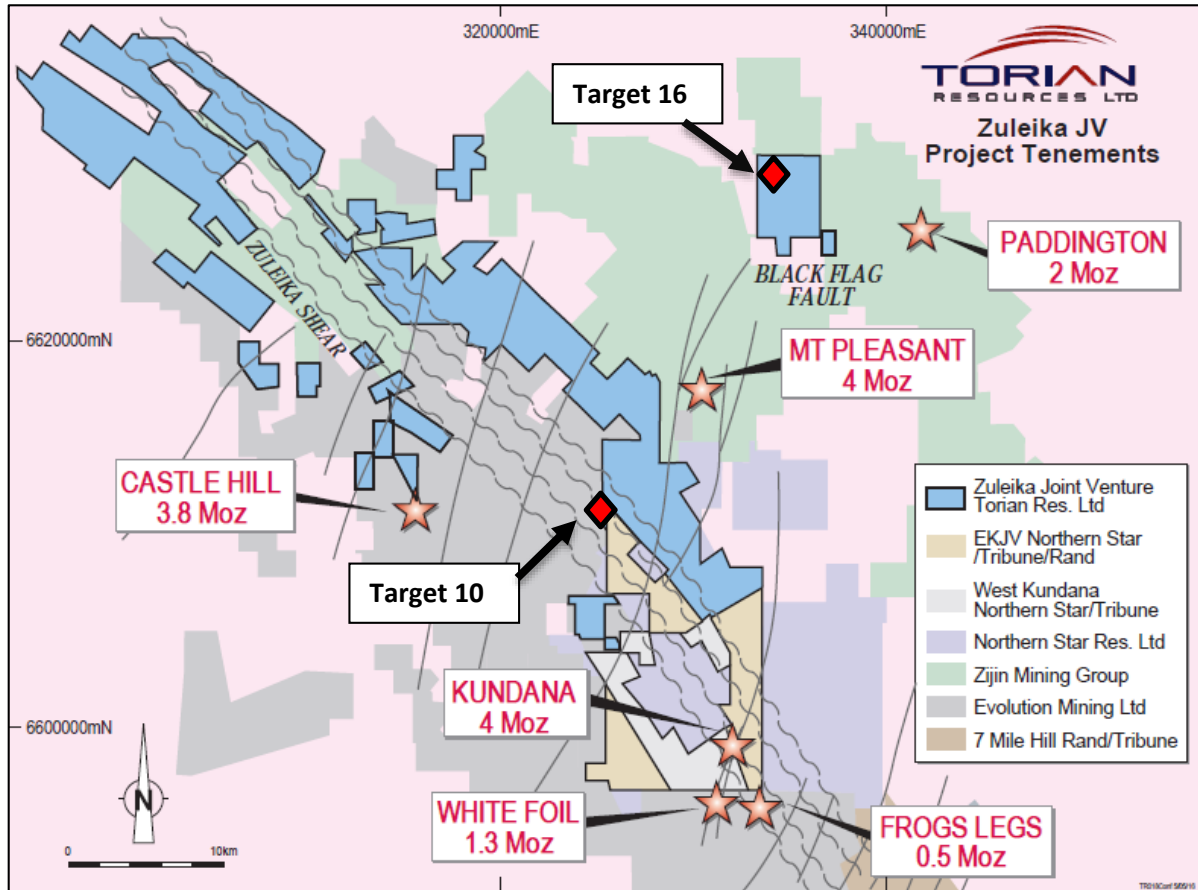 320000mE
340000mE
TORIAN
RESOURCES LTD
Zuleika JV
Project Tenements
Target 16
PADDINGTON
2 Moz
BLACK FLAG
FAULT
ZULEIKA SHEAR
6620000mN
MT PLEASANT
4 Moz
CASTLE HILL
3.8 Moz
Target 10
Zuleika Joint Venture
Torian Res. Ltd
EKJV Northern Star
/Tribune/Rand
West Kundana
Northern Star/Tribune
Northern Star Res. Ltd
Zijin Mining Group
Evolution Mining Ltd
7 Mile Hill Rand/Tribune
KUNDANA
4 Moz
6600000mN
WHITE FOIL
1.3 Moz
FROGS LEGS
0.5 Moz
N
0 10km